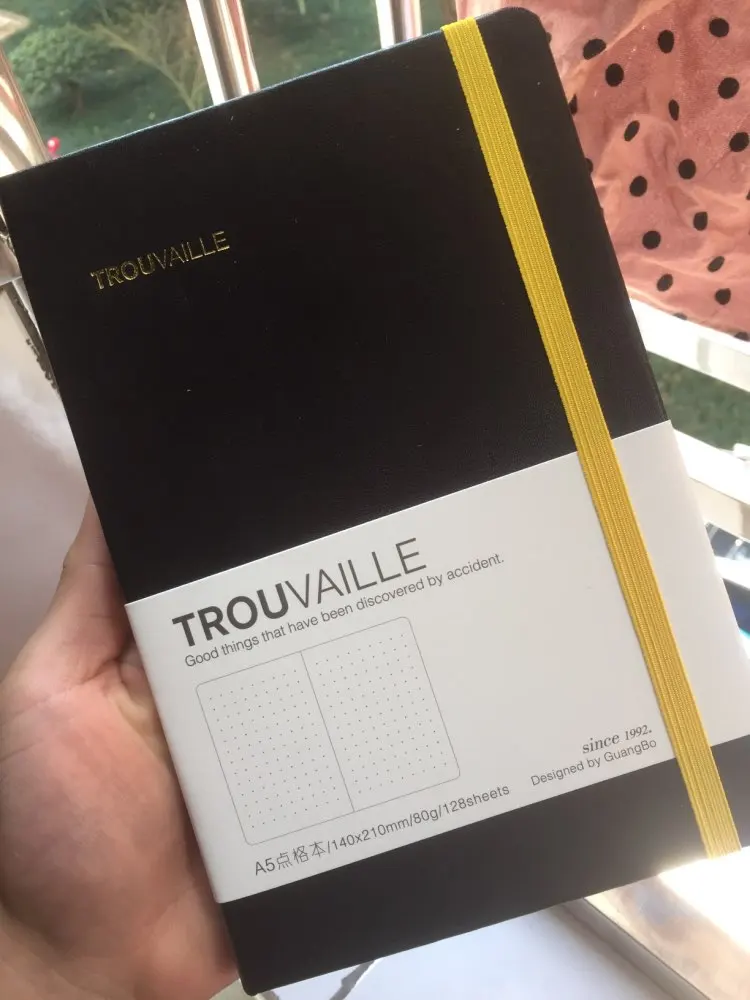 TROUVAILLE
TROUVAILLE
Good things that have been discovered by accident.
since 1992.
Designed by GuangBo
A5点格本/140x210mm/80g/128sheets